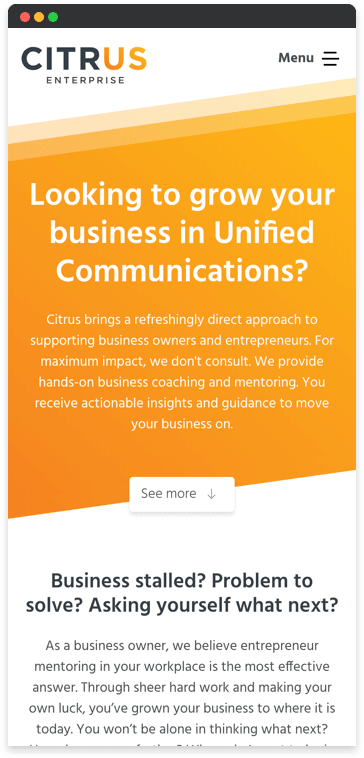 CITRUS
ENTERPRISE
Menu
Looking to grow your
business in Unified
Communications?
Citrus brings a refreshingly direct approach to
supporting business owners and entrepreneurs. For
maximum impact, we don't consult. We provide
hands-on business coaching and mentoring. You
receive actionable insights and guidance to move
your business on.
See more ↓
Business stalled? Problem to
solve? Asking yourself what next?
As a business owner, we believe entrepreneur
mentoring in your workplace is the most effective
answer. Through sheer hard work and making your
own luck, you’ve grown your business to where it is
today. You won’t be alone in thinking what next?